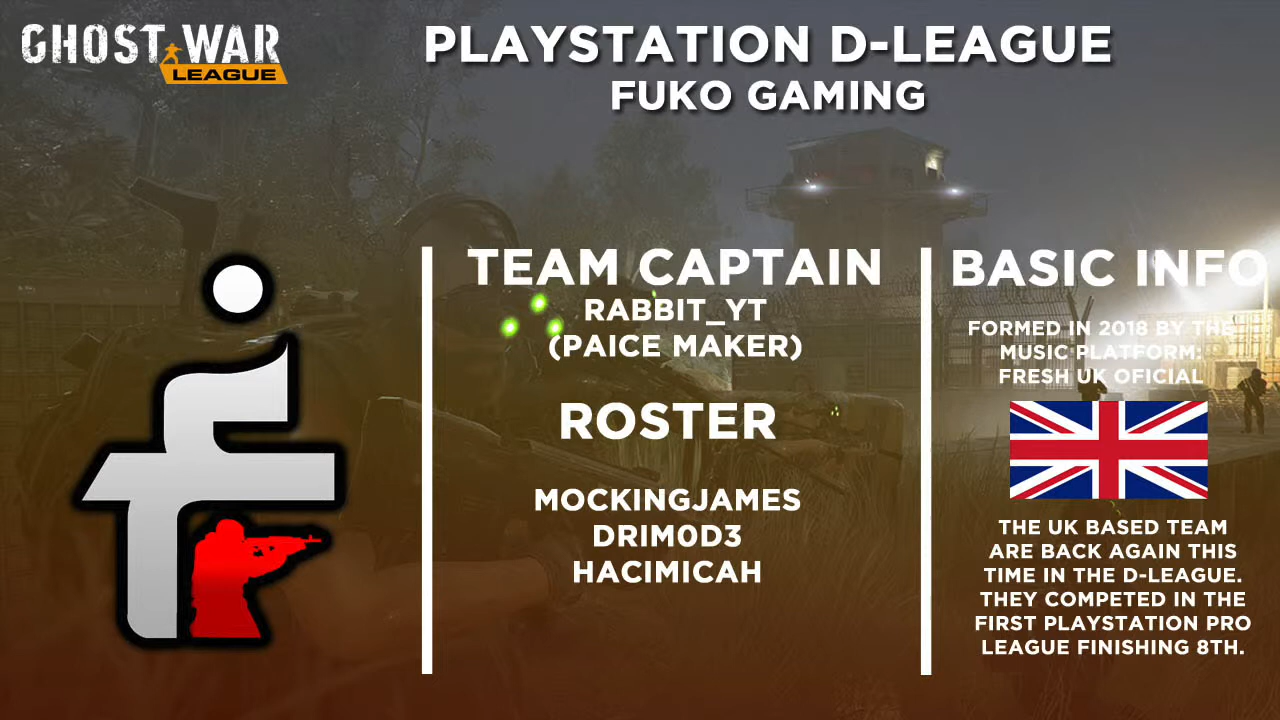 GHOST WAR
LEAGUE
PLAYSTATION D-LEAGUE
FUKO GAMING
TEAM CAPTAIN
RABBIT_YT
(PAICE MAKER)
ROSTER
MOCKINGJAMES
DRIM0D3
HACIMICAH
BASIC INFO
FORMED IN 2018 BY THE
MUSIC PLATFORM:
FRESH UK OFICIAL
THE UK BASED TEAM
ARE BACK AGAIN THIS
TIME IN THE D-LEAGUE.
THEY COMPETED IN THE
FIRST PLAYSTATION PRO
LEAGUE FINISHING 8TH.